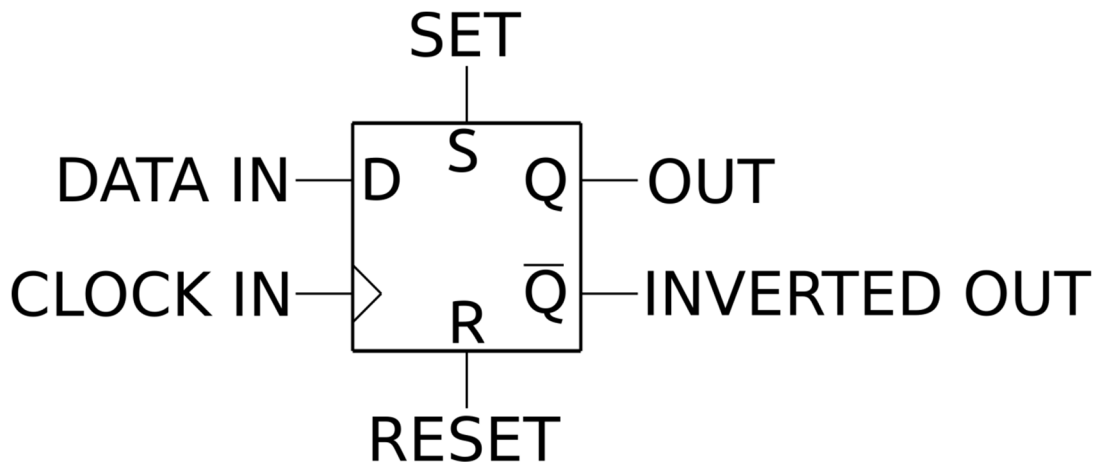 SET
S
DATA IN D Q OUT
CLOCK IN Q̅ INVERTED OUT
R
RESET